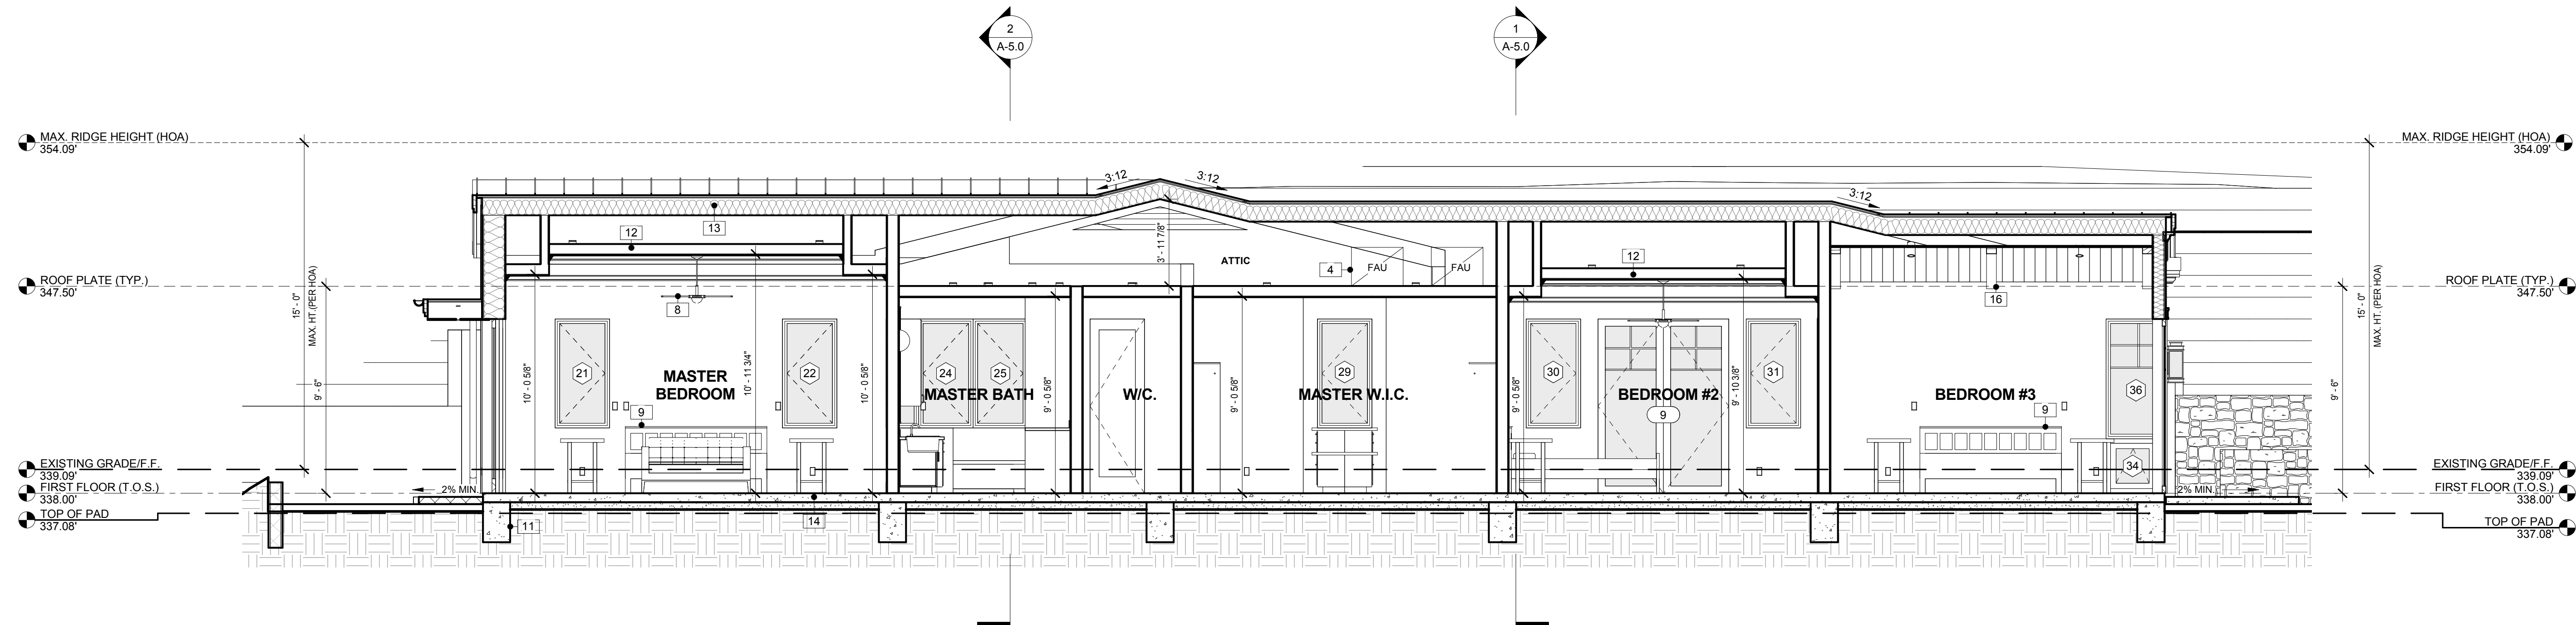 2
A-5.0
1
A-5.0
MAX. RIDGE HEIGHT (HOA)
354.09'
MAX. RIDGE HEIGHT (HOA)
354.09'
3:12
3:12
3:12
13
12
12
ATTIC
3' - 11 7/8"
4
FAU
FAU
16
ROOF PLATE (TYP.)
347.50'
ROOF PLATE (TYP.)
347.50'
15' - 0"
MAX. HT.(PER HOA)
9' - 6"
15' - 0"
MAX. HT.(PER HOA)
9' - 6"
8
21
22
24
25
29
30
31
36
34
10' - 0 5/8"
10' - 11 3/4"
10' - 0 5/8"
9' - 0 5/8"
9' - 0 5/8"
9' - 0 5/8"
9' - 10 3/8"
MASTER
BEDROOM
MASTER BATH
W/C.
MASTER W.I.C.
BEDROOM #2
BEDROOM #3
9
9
9
EXISTING GRADE/F.F.
339.09'
EXISTING GRADE/F.F.
339.09'
FIRST FLOOR (T.O.S.)
338.00'
FIRST FLOOR (T.O.S.)
338.00'
2% MIN.
2% MIN.
TOP OF PAD
337.08'
TOP OF PAD
337.08'
11
14